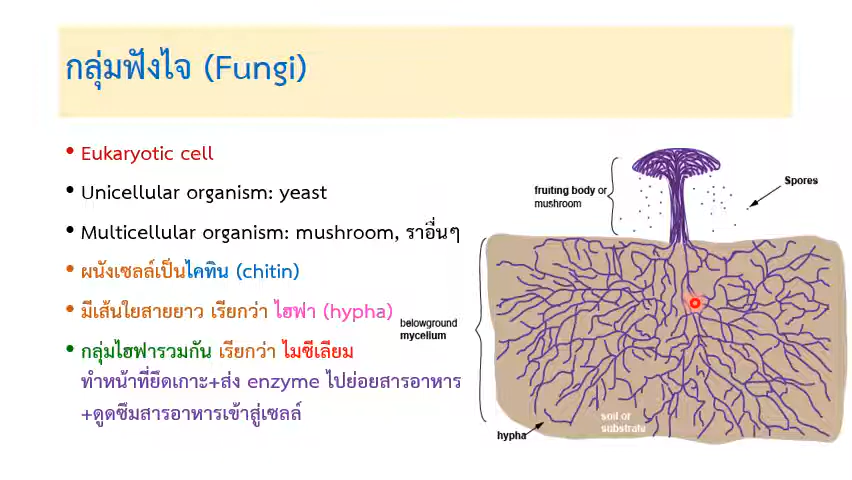 กลุ่มฟังไจ (Fungi)
• Eukaryotic cell
• Unicellular organism: yeast
• Multicellular organism: mushroom, ราอื่นๆ
• ผนังเซลล์เป็นไคทิน (chitin)
• มีเส้นใยสายยาว เรียกว่า ไฮฟา (hypha)
• กลุ่มไฮฟารวมกัน เรียกว่า ไมซีเลียม
ทำหน้าที่ยึดเกาะ+ส่ง enzyme ไปย่อยสารอาหาร
+ดูดซึมสารอาหารเข้าสู่เซลล์
fruiting body or
mushroom
Spores
belowground
mycelium
hypha
soil or
substrate